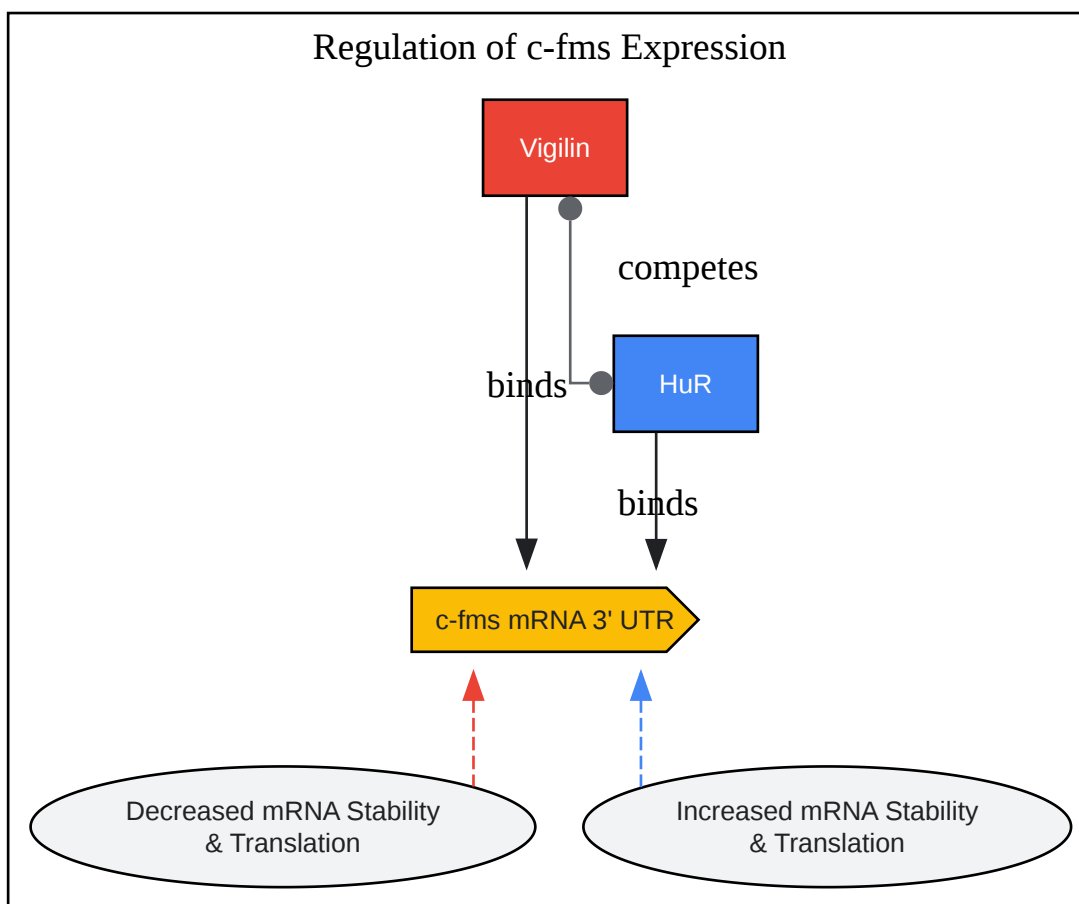 Regulation of c-fms Expression
Vigilin
competes
binds
HuR
binds
c-fms mRNA 3' UTR
Decreased mRNA Stability
& Translation
Increased mRNA Stability
& Translation